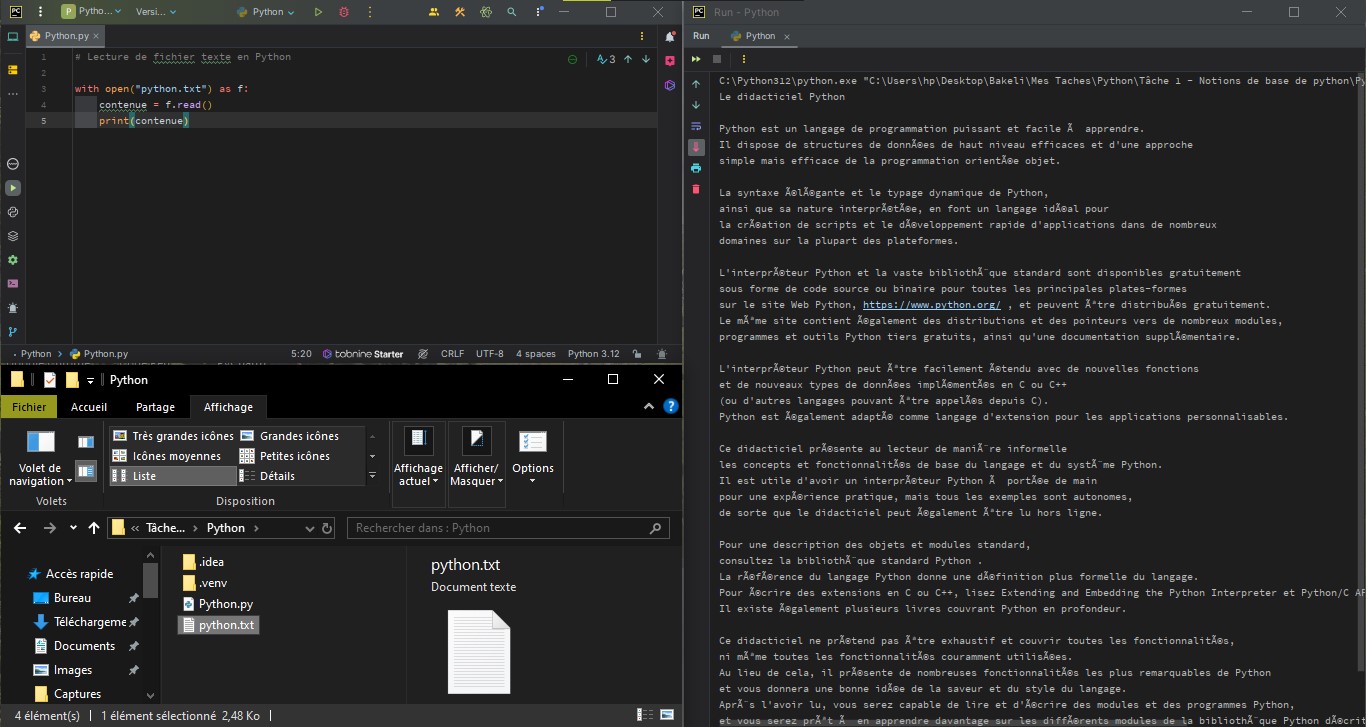 Pytho...
Versi...
Python
Python.py
1 # Lecture de fichier texte en Python
2
3 with open("python.txt") as f:
4 contenue = f.read()
5 print(contenue)
3
Python > Python.py
5:20 tabnine Starter CRLF UTF-8 4 spaces Python 3.12
Python
Fichier Accueil Partage Affichage
Volet de navigation
Très grandes icônes Grandes icônes
Icônes moyennes Petites icônes
Liste Détails
Affichage actuel
Afficher/ Masquer
Options
Volets Disposition
« Tâche... > Python >
Rechercher dans : Python
Accès rapide
Bureau
Téléchargeme
Documents
Images
Captures
.idea
.venv
Python.py
python.txt
python.txt
Document texte
4 élément(s) 1 élément sélectionné 2,48 Ko
Run - Python
Run Python
C:\Python312\python.exe "C:\Users\hp\Desktop\Bakeli\Mes Taches\Python\Tâche 1 - Notions de base de python\Py
Le didacticiel Python
Python est un langage de programmation puissant et facile Ã  apprendre.
Il dispose de structures de donnÃ©es de haut niveau efficaces et d'une approche
simple mais efficace de la programmation orientÃ©e objet.
La syntaxe Ã©lÃ©gante et le typage dynamique de Python,
ainsi que sa nature interprÃ©tÃ©e, en font un langage idÃ©al pour
la crÃ©ation de scripts et le dÃ©veloppement rapide d'applications dans de nombreux
domaines sur la plupart des plateformes.
L'interprÃ©teur Python et la vaste bibliothÃ¨que standard sont disponibles gratuitement
sous forme de code source ou binaire pour toutes les principales plates-formes
sur le site Web Python, https://www.python.org/ , et peuvent Ãªtre distribuÃ©s gratuitement.
Le mÃªme site contient Ã©galement des distributions et des pointeurs vers de nombreux modules,
programmes et outils Python tiers gratuits, ainsi qu'une documentation supplÃ©mentaire.
L'interprÃ©teur Python peut Ãªtre facilement Ã©tendu avec de nouvelles fonctions
et de nouveaux types de donnÃ©es implÃ©mentÃ©s en C ou C++
(ou d'autres langages pouvant Ãªtre appelÃ©s depuis C).
Python est Ã©galement adaptÃ© comme langage d'extension pour les applications personnalisables.
Ce didacticiel prÃ©sente au lecteur de maniÃ¨re informelle
les concepts et fonctionnalitÃ©s de base du langage et du systÃ¨me Python.
Il est utile d'avoir un interprÃ©teur Python Ã  portÃ©e de main
pour une expÃ©rience pratique, mais tous les exemples sont autonomes,
de sorte que le didacticiel peut Ã©galement Ãªtre lu hors ligne.
Pour une description des objets et modules standard,
consultez la bibliothÃ¨que standard Python .
La rÃ©fÃ©rence du langage Python donne une dÃ©finition plus formelle du langage.
Pour Ã©crire des extensions en C ou C++, lisez Extending and Embedding the Python Interpreter et Python/C AP
Il existe Ã©galement plusieurs livres couvrant Python en profondeur.
Ce didacticiel ne prÃ©tend pas Ãªtre exhaustif et couvrir toutes les fonctionnalitÃ©s,
ni mÃªme toutes les fonctionnalitÃ©s couramment utilisÃ©es.
Au lieu de cela, il prÃ©sente de nombreuses fonctionnalitÃ©s les plus remarquables de Python
et vous donnera une bonne idÃ©e de la saveur et du style du langage.
AprÃ¨s l'avoir lu, vous serez capable de lire et d'Ã©crire des modules et des programmes Python,
et vous serez prÃªt Ã  en apprendre davantage sur les diffÃ©rents modules de la bibliothÃ¨que Python dÃ©cri